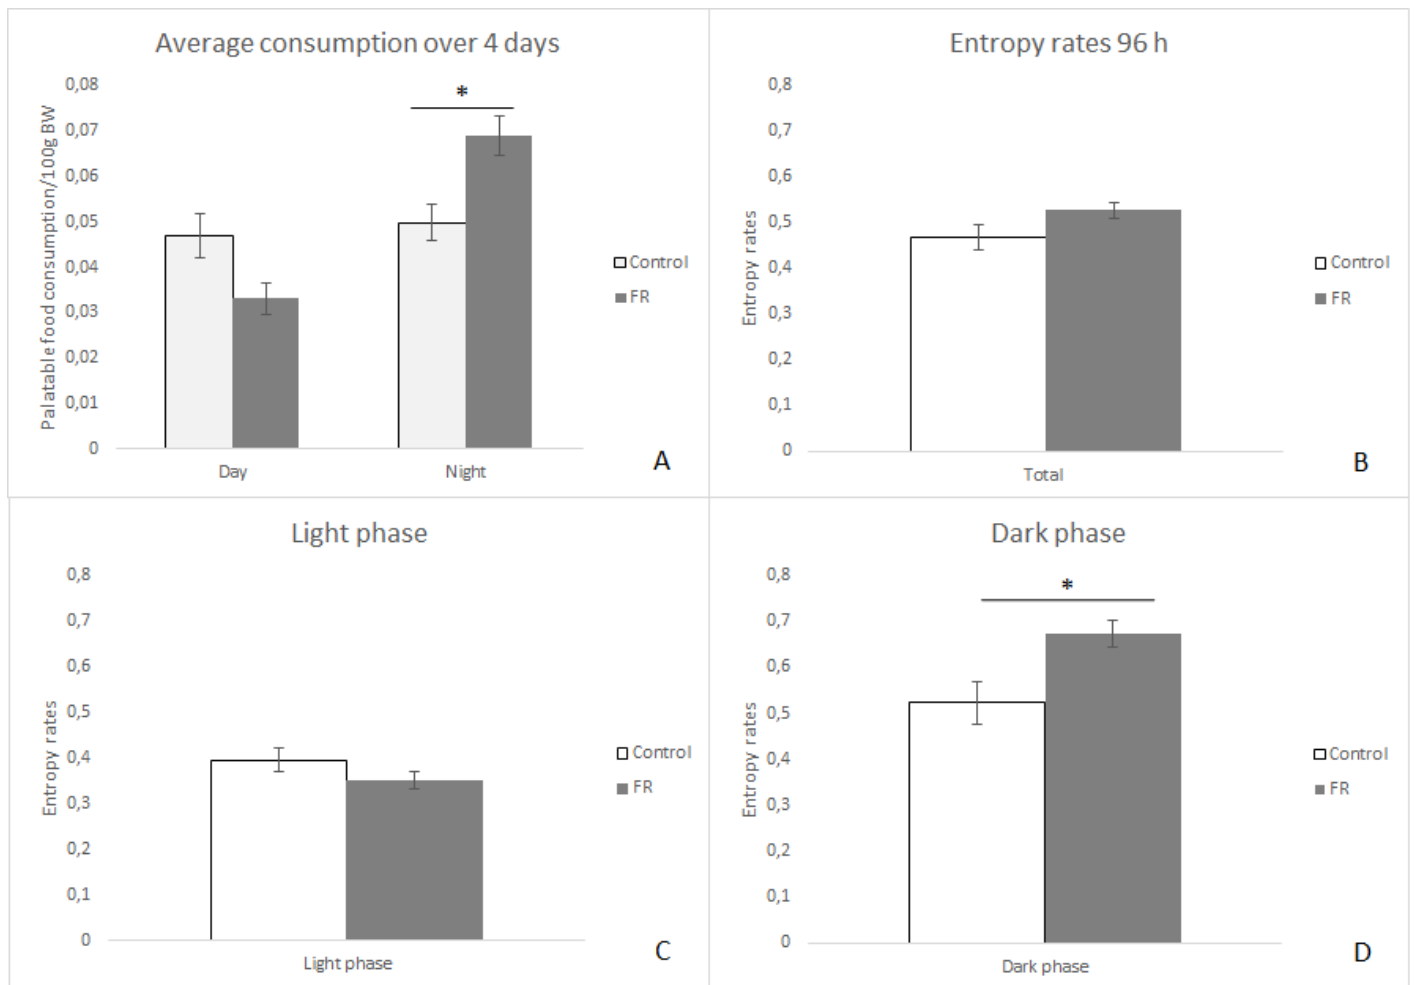 Average consumption over 4 days
Palatable food consumption/100g BW
0,08
0,07
0,06
0,05
0,04
0,03
0,02
0,01
0
*
Day
Night
Control
FR
A
Entropy rates 96 h
Entropy rates
0,8
0,7
0,6
0,5
0,4
0,3
0,2
0,1
0
Total
Control
FR
B
Light phase
Entropy rates
0,8
0,7
0,6
0,5
0,4
0,3
0,2
0,1
0
Light phase
Control
FR
C
Dark phase
Entropy rates
0,8
0,7
0,6
0,5
0,4
0,3
0,2
0,1
0
*
Dark phase
Control
FR
D